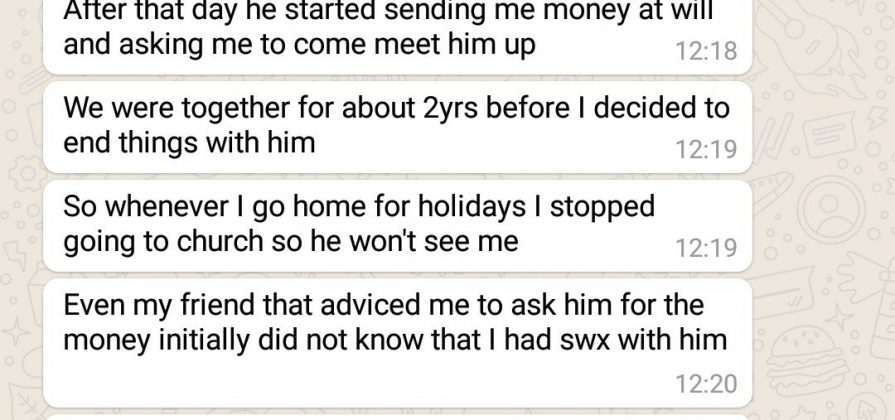 After that day he started sending me money at will
and asking me to come meet him up
12:18
We were together for about 2yrs before I decided to
end things with him
12:19
So whenever I go home for holidays I stopped
going to church so he won't see me
12:19
Even my friend that adviced me to ask him for the
money initially did not know that I had swx with him
12:20